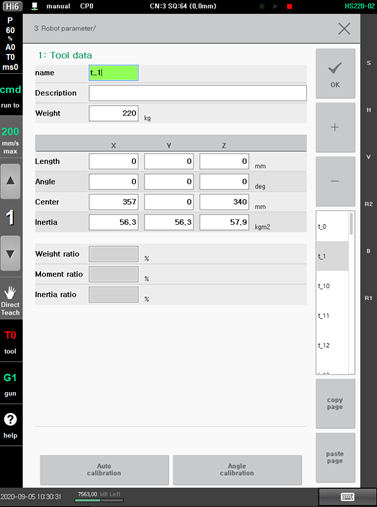 Hi6 manual CP0 CN:3 SQ:64 (0,0mm) HS220-02
P
60
%
A0
T0
ms0
cmd
run to
200
mm/s
max
1
Direct
Teach
T0
tool
G1
gun
?
help
3: Robot parameter/
1: Tool data
name t_1
Description
Weight 220 kg
X Y Z
Length 0 0 0 mm
Angle 0 0 0 deg
Center 357 0 340 mm
Inertia 56,3 56,3 57,9 kgm2
Weight ratio %
Moment ratio %
Inertia ratio %
Auto
calibration
Angle
calibration
OK
+
−
t_0
t_1
t_10
t_11
t_12
copy
page
paste
page
S
H
V
R2
B
R1
2020-09-05 10:30:31 7563,00 MB Left